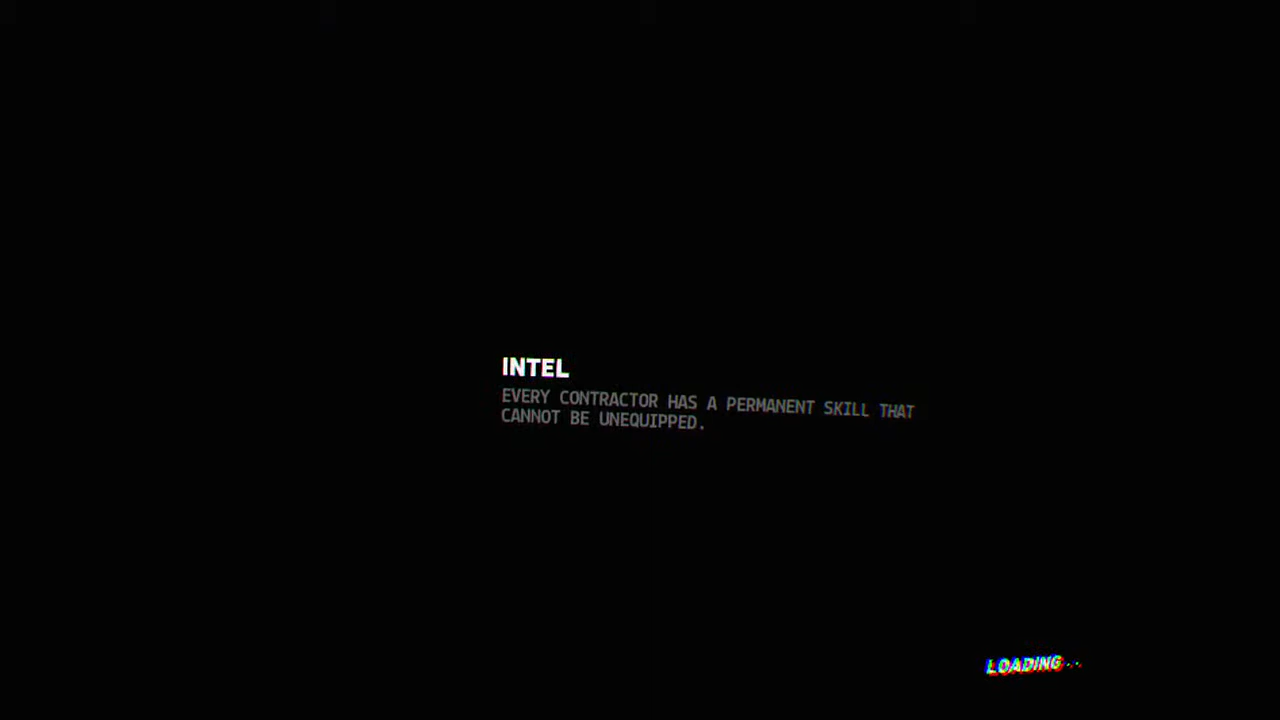 INTEL
EVERY CONTRACTOR HAS A PERMANENT SKILL THAT
CANNOT BE UNEQUIPPED.
LOADING..